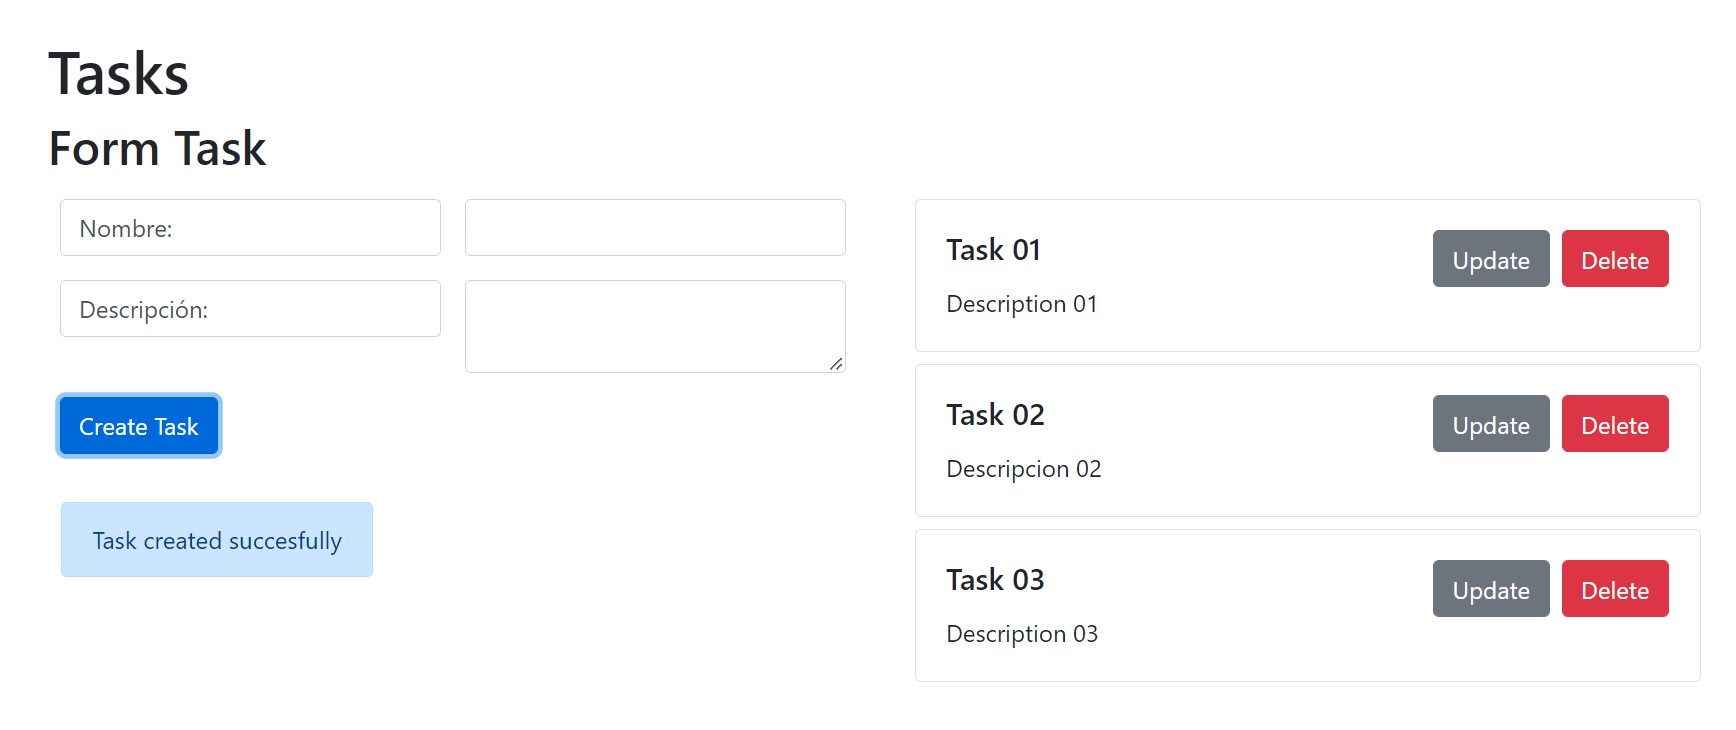 Tasks
Form Task
Nombre:
Descripción:
Create Task
Task created succesfully
Task 01
Update
Delete
Description 01
Task 02
Update
Delete
Descripcion 02
Task 03
Update
Delete
Description 03